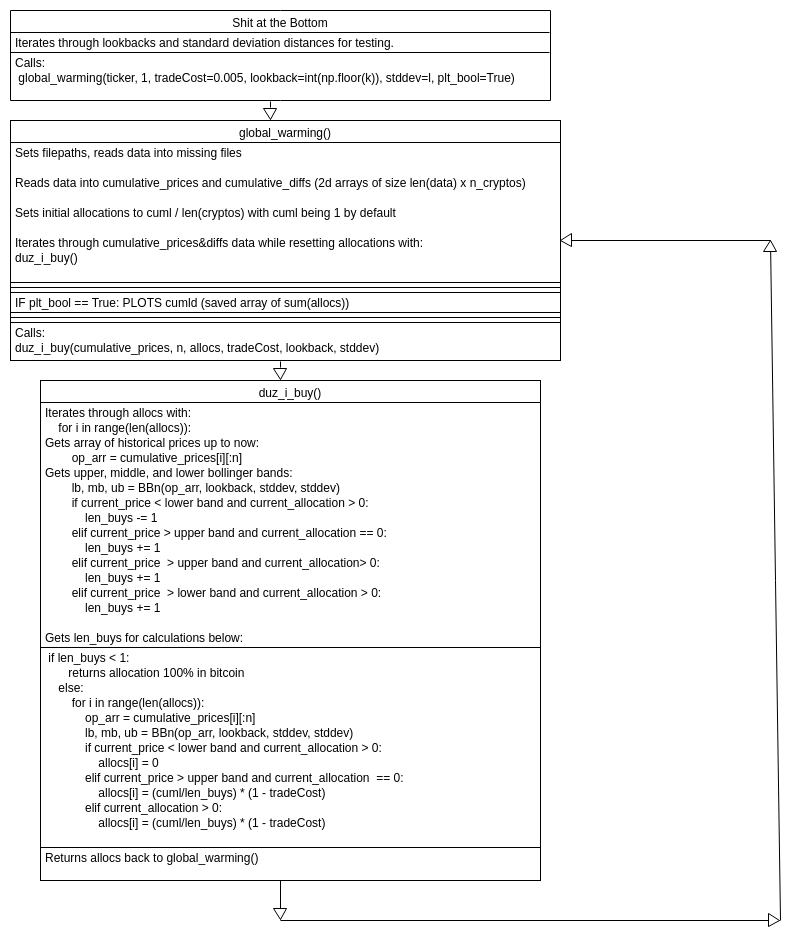 Shit at the Bottom
Iterates through lookbacks and standard deviation distances for testing.
Calls:
global_warming(ticker, 1, tradeCost=0.005, lookback=int(np.floor(k)), stddev=l, plt_bool=True)
global_warming()
Sets filepaths, reads data into missing files
Reads data into cumulative_prices and cumulative_diffs (2d arrays of size len(data) x n_cryptos)
Sets initial allocations to cuml / len(cryptos) with cuml being 1 by default
Iterates through cumulative_prices&diffs data while resetting allocations with:
duz_i_buy()
IF plt_bool == True: PLOTS cumld (saved array of sum(allocs))
Calls:
duz_i_buy(cumulative_prices, n, allocs, tradeCost, lookback, stddev)
duz_i_buy()
Iterates through allocs with:
for i in range(len(allocs)):
Gets array of historical prices up to now:
op_arr = cumulative_prices[i][:n]
Gets upper, middle, and lower bollinger bands:
lb, mb, ub = BBn(op_arr, lookback, stddev, stddev)
if current_price < lower band and current_allocation > 0:
len_buys -= 1
elif current_price > upper band and current_allocation == 0:
len_buys += 1
elif current_price  > upper band and current_allocation> 0:
len_buys += 1
elif current_price  > lower band and current_allocation > 0:
len_buys += 1
Gets len_buys for calculations below:
if len_buys < 1:
returns allocation 100% in bitcoin
else:
for i in range(len(allocs)):
op_arr = cumulative_prices[i][:n]
lb, mb, ub = BBn(op_arr, lookback, stddev, stddev)
if current_price < lower band and current_allocation > 0:
allocs[i] = 0
elif current_price > upper band and current_allocation  == 0:
allocs[i] = (cuml/len_buys) * (1 - tradeCost)
elif current_allocation > 0:
allocs[i] = (cuml/len_buys) * (1 - tradeCost)
Returns allocs back to global_warming()